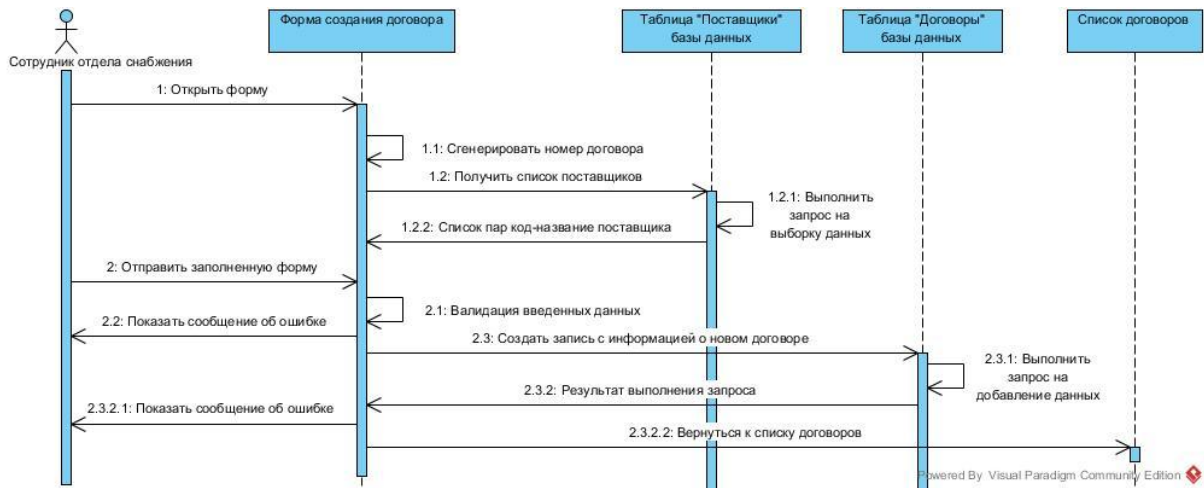 Форма создания договора
Таблица "Поставщики"
базы данных
Таблица "Договоры"
базы данных
Список договоров
Сотрудник отдела снабжения
1: Открыть форму
1.1: Сгенерировать номер договора
1.2: Получить список поставщиков
1.2.1: Выполнить
запрос на
выборку данных
1.2.2: Список пар код-название поставщика
2: Отправить заполненную форму
2.1: Валидация введенных данных
2.2: Показать сообщение об ошибке
2.3: Создать запись с информацией о новом договоре
2.3.1: Выполнить
запрос на
добавление данных
2.3.2: Результат выполнения запроса
2.3.2.1: Показать сообщение об ошибке
2.3.2.2: Вернуться к списку договоров
Powered By Visual Paradigm Community Edition